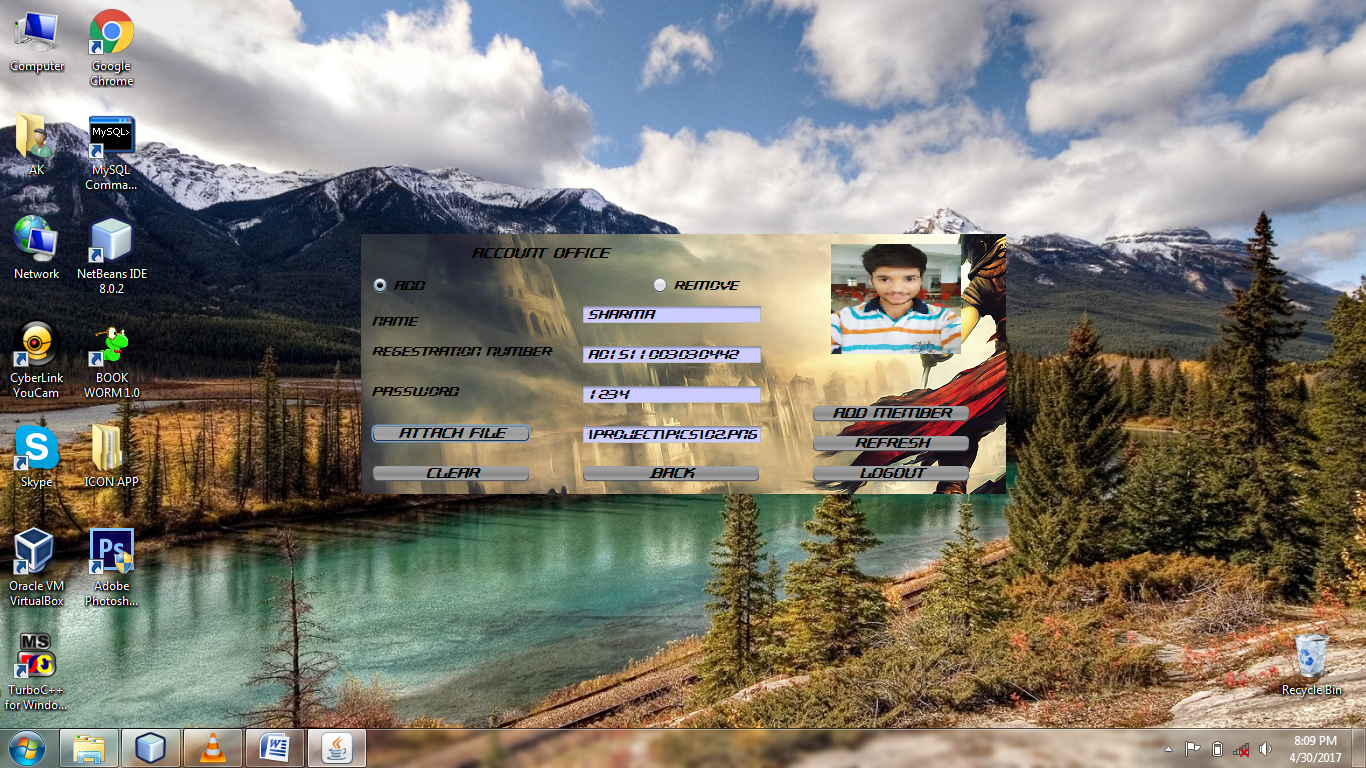 Computer
Google
Chrome
AK
MySQL>
MySQL
Comma...
Network
NetBeans IDE
8.0.2
CyberLink
YouCam
BOOK
WORM 1.0
S
Skype
ICON APP
Oracle VM
VirtualBox
Ps
Adobe
Photosh...
MS
TurboC++
for Windo...
ACCOUNT OFFICE
ADD
REMOVE
NAME
SHARMA
REGESTRATION NUMBER
PASSWORD
1234
ATTACH FILE
\PROJECT\PICS\02.PNG
ADD MEMBER
REFRESH
CLEAR
BACK
LOGOUT
Recycle Bin
8:09 PM
4/30/2017